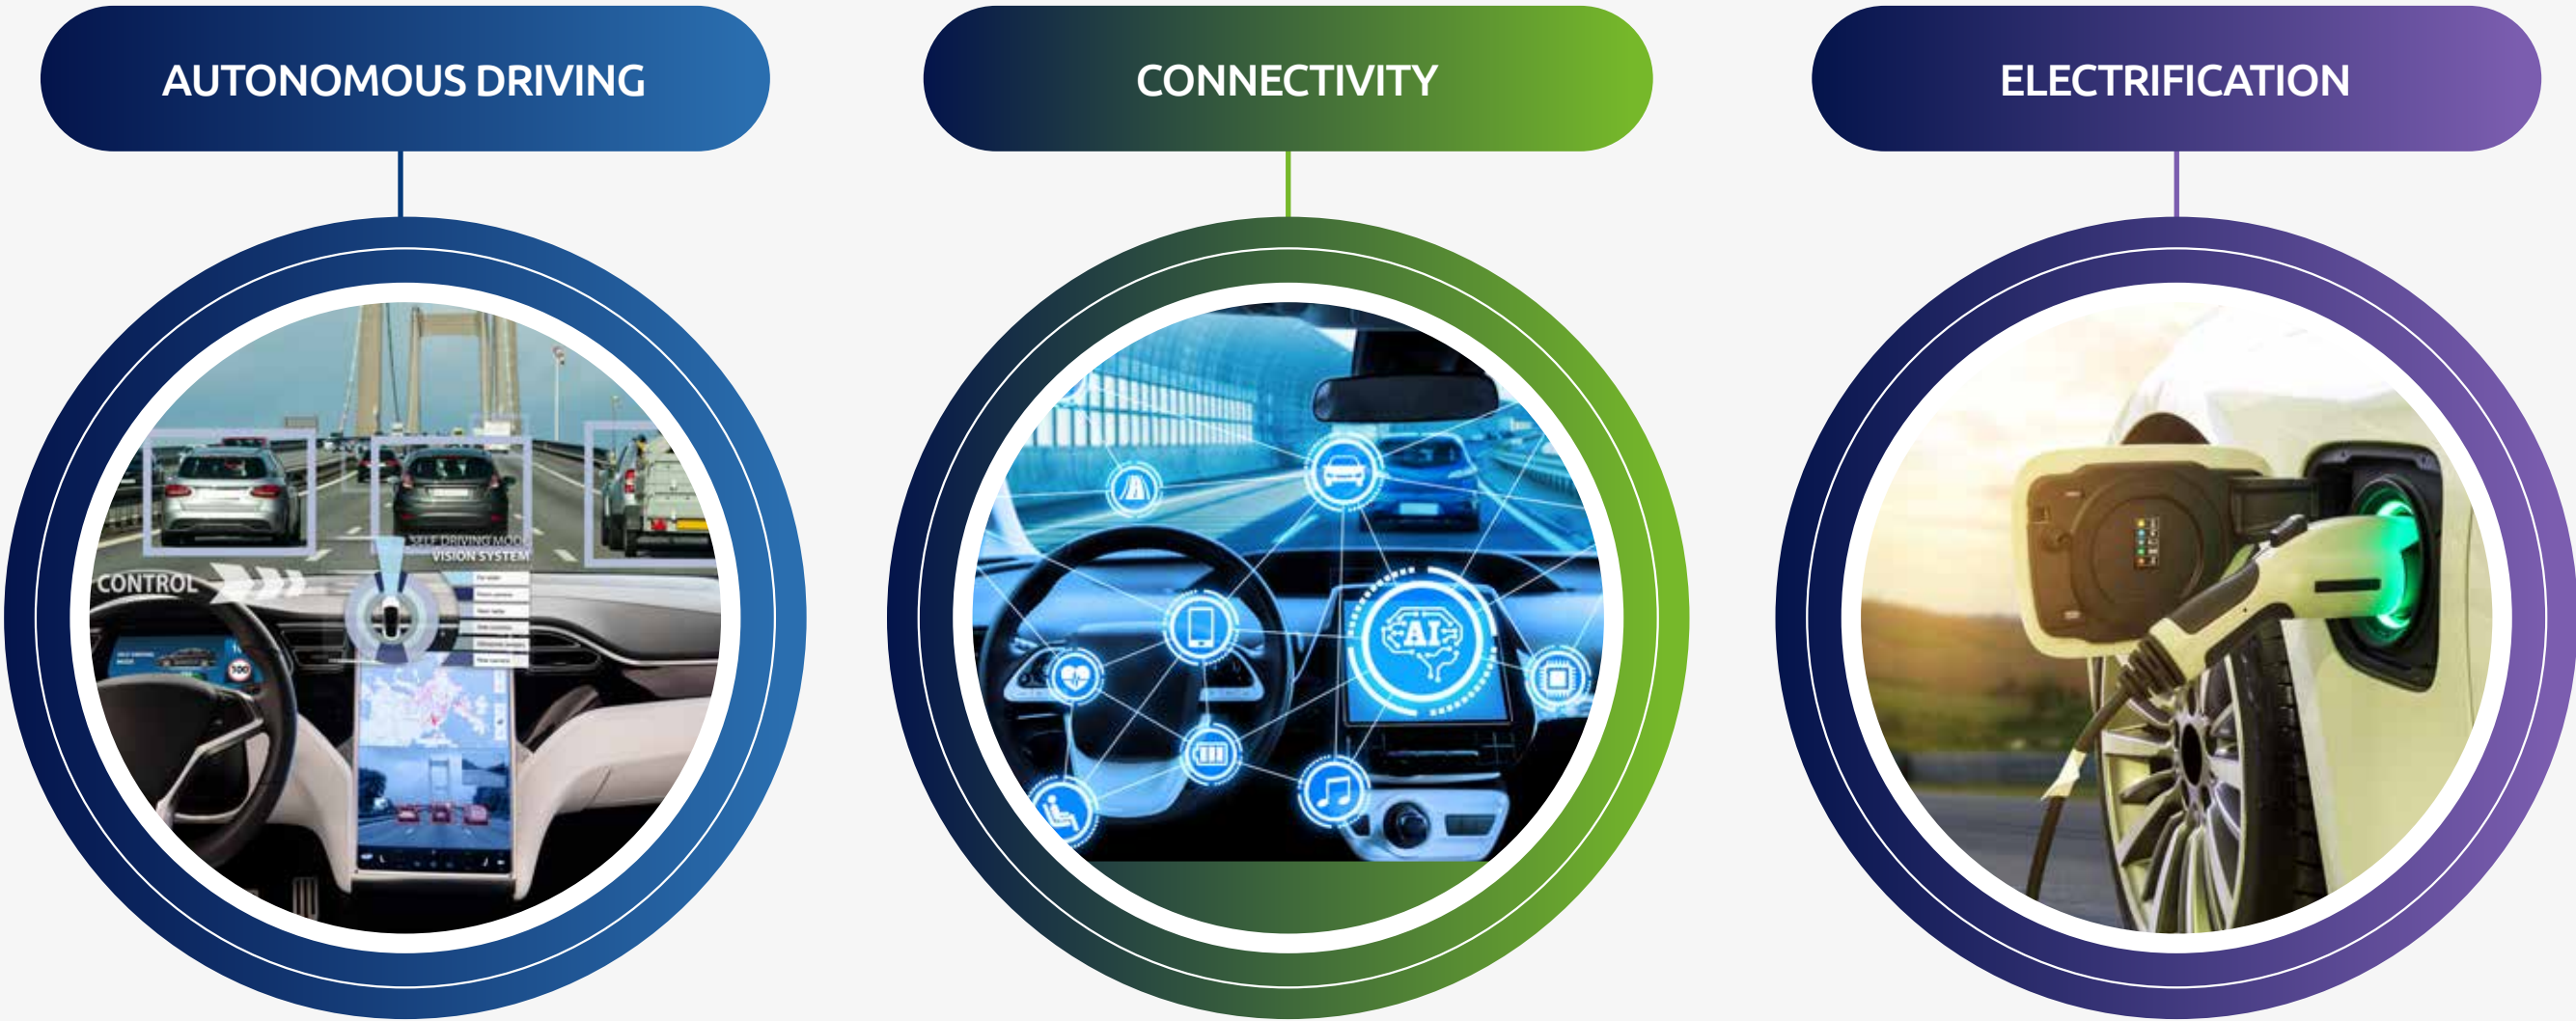 AUTONOMOUS DRIVING
CONNECTIVITY
ELECTRIFICATION
SELF DRIVING MODE
VISION SYSTEM
CONTROL
100
AI